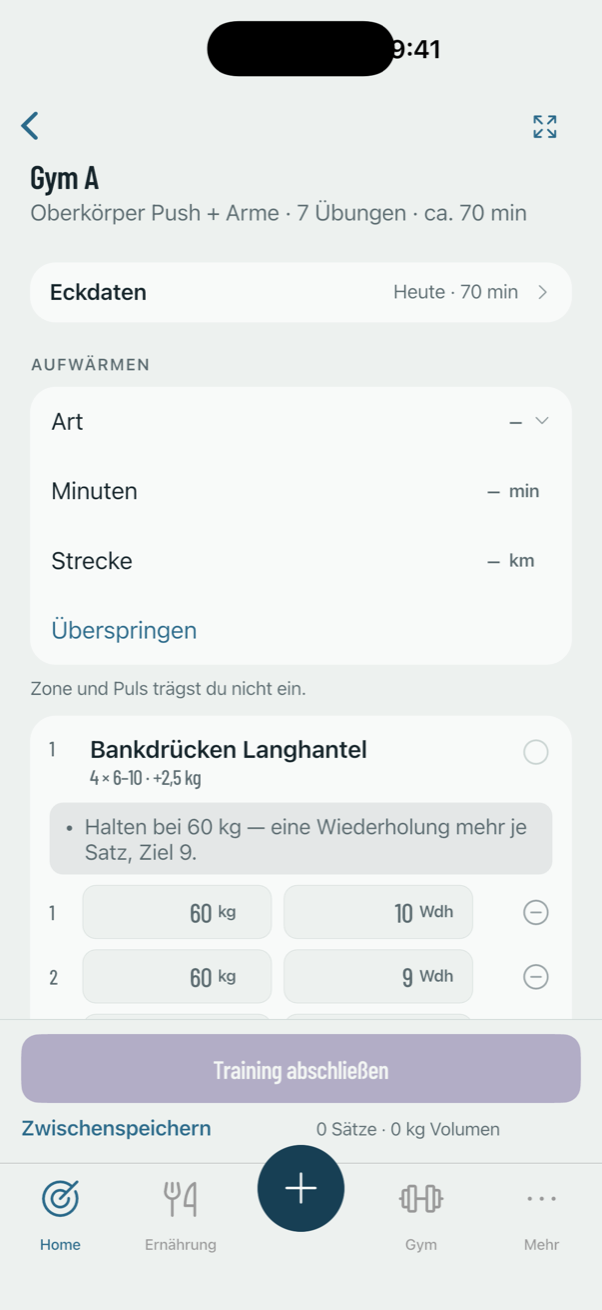 9:41
Gym A
Oberkörper Push + Arme · 7 Übungen · ca. 70 min
Eckdaten Heute · 70 min
AUFWÄRMEN
Art –
Minuten – min
Strecke – km
Überspringen
Zone und Puls trägst du nicht ein.
1 Bankdrücken Langhantel
4 × 6–10 · +2,5 kg
• Halten bei 60 kg — eine Wiederholung mehr je
Satz, Ziel 9.
1 60 kg 10 Wdh
2 60 kg 9 Wdh
Training abschließen
Zwischenspeichern 0 Sätze · 0 kg Volumen
Home Ernährung Gym Mehr